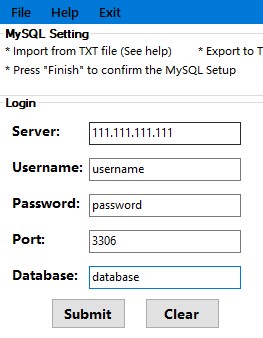 File Help Exit
MySQL Setting
* Import from TXT file (See help) * Export to T
* Press "Finish" to confirm the MySQL Setup
Login
Server: 111.111.111.111
Username: username
Password: password
Port: 3306
Database: database
Submit Clear